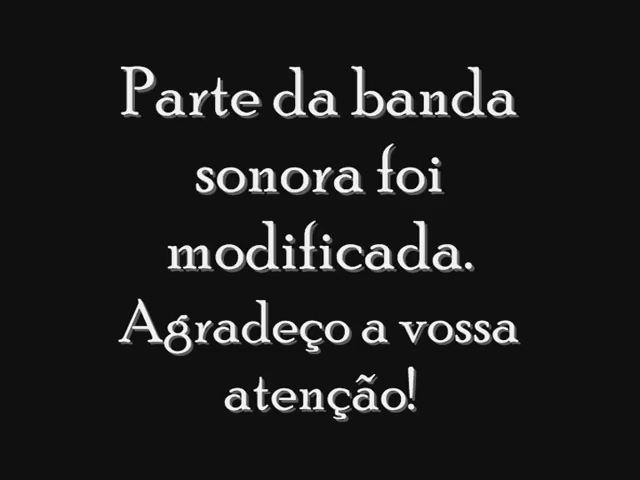 Parte da banda
sonora foi
modificada.
Agradeço a vossa
atenção!